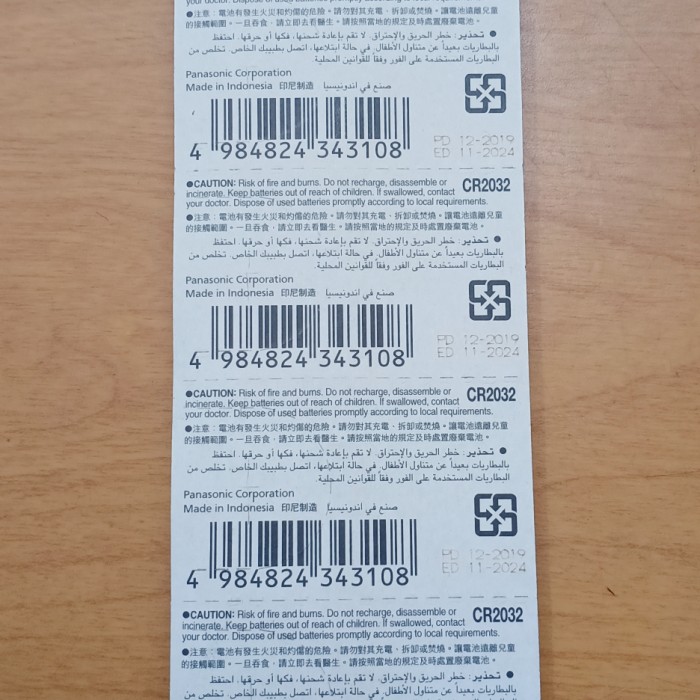 ●注意：電池有發生火災和灼傷的危險。請勿對其充電、拆卸或焚燒。讓電池遠離兒童
的接觸範圍。一旦吞食，請立即去看醫生。請按照當地的規定及時處置廢棄電池。
● تحذير: خطر الحريق والإحتراق. لا تقم بإعادة شحنها، فكها أو حرقها. احتفظ
بالبطاريات بعيداً عن متناول الأطفال. في حالة ابتلاعها، اتصل بطبيبك الخاص. تخلص من
البطاريات المستخدمة على الفور وفقاً للقوانين المحلية.
Panasonic Corporation
Made in Indonesia 印尼制造 صنع في اندونيسيا
4 984824 343108
PD 12-2019
ED 11-2024
●CAUTION: Risk of fire and burns. Do not recharge, disassemble or CR2032
incinerate. Keep batteries out of reach of children. If swallowed, contact
your doctor. Dispose of used batteries promptly according to local requirements.
●注意：電池有發生火災和灼傷的危險。請勿對其充電、拆卸或焚燒。讓電池遠離兒童
的接觸範圍。一旦吞食，請立即去看醫生。請按照當地的規定及時處置廢棄電池。
● تحذير: خطر الحريق والإحتراق. لا تقم بإعادة شحنها، فكها أو حرقها. احتفظ
بالبطاريات بعيداً عن متناول الأطفال. في حالة ابتلاعها، اتصل بطبيبك الخاص. تخلص من
البطاريات المستخدمة على الفور وفقاً للقوانين المحلية.
Panasonic Corporation
Made in Indonesia 印尼制造 صنع في اندونيسيا
4 984824 343108
PD 12-2019
ED 11-2024
●CAUTION: Risk of fire and burns. Do not recharge, disassemble or CR2032
incinerate. Keep batteries out of reach of children. If swallowed, contact
your doctor. Dispose of used batteries promptly according to local requirements.
●注意：電池有發生火災和灼傷的危險。請勿對其充電、拆卸或焚燒。讓電池遠離兒童
的接觸範圍。一旦吞食，請立即去看醫生。請按照當地的規定及時處置廢棄電池。
● تحذير: خطر الحريق والإحتراق. لا تقم بإعادة شحنها، فكها أو حرقها. احتفظ
بالبطاريات بعيداً عن متناول الأطفال. في حالة ابتلاعها، اتصل بطبيبك الخاص. تخلص من
البطاريات المستخدمة على الفور وفقاً للقوانين المحلية.
Panasonic Corporation
Made in Indonesia 印尼制造 صنع في اندونيسيا
4 984824 343108
PD 12-2019
ED 11-2024
●CAUTION: Risk of fire and burns. Do not recharge, disassemble or CR2032
incinerate. Keep batteries out of reach of children. If swallowed, contact
your doctor. Dispose of used batteries promptly according to local requirements.
●注意：電池有發生火災和灼傷的危險。請勿對其充電、拆卸或焚燒。讓電池遠離兒童
的接觸範圍。一旦吞食，請立即去看醫生。請按照當地的規定及時處置廢棄電池。
● تحذير: خطر الحريق والإحتراق. لا تقم بإعادة شحنها، فكها أو حرقها. احتفظ
بالبطاريات بعيداً عن متناول الأطفال. في حالة ابتلاعها، اتصل بطبيبك الخاص. تخلص من